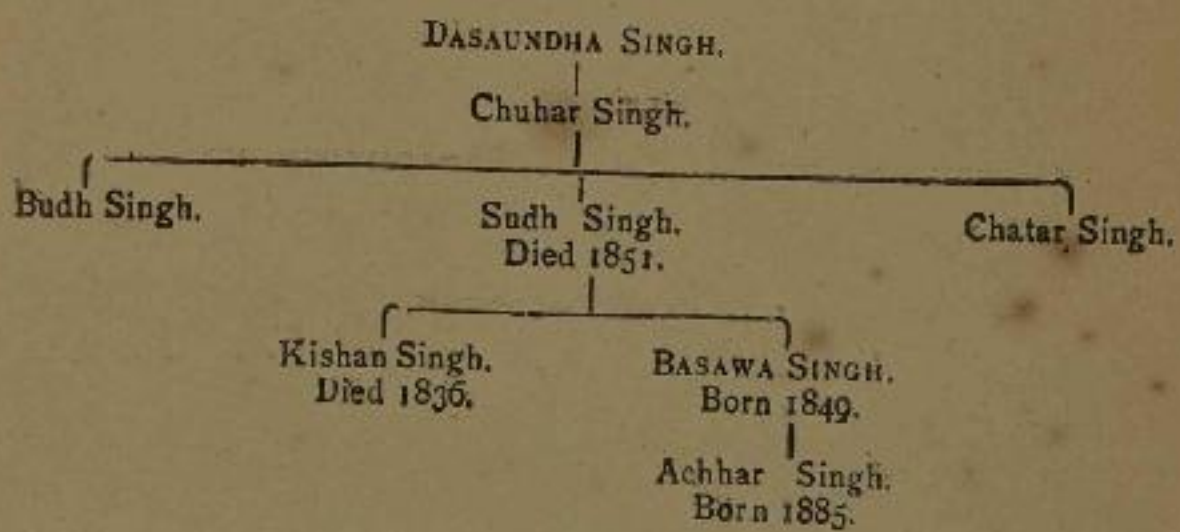 DASAUNDHA SINGH.
Chuhar Singh.
Budh Singh.
Sudh Singh.
Died 1851.
Chatar Singh.
Kishan Singh.
Died 1836.
BASAWA SINGH.
Born 1849.
Achhar Singh.
Born 1885.